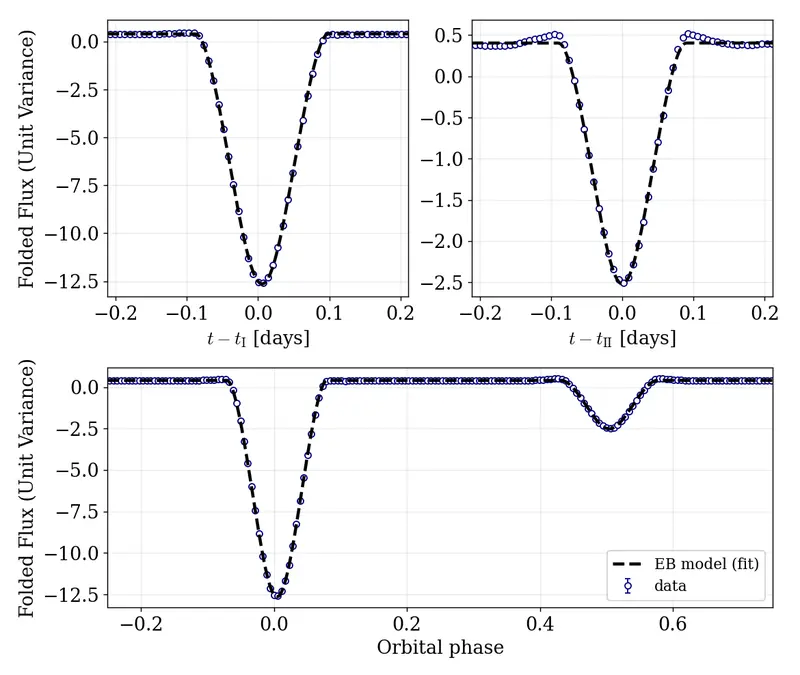 Folded Flux (Unit Variance)
0.0
−2.5
−5.0
−7.5
−10.0
−12.5
−0.2 −0.1 0.0 0.1 0.2
t − tI [days]
0.5
0.0
−0.5
−1.0
−1.5
−2.0
−2.5
−0.2 −0.1 0.0 0.1 0.2
t − tII [days]
Folded Flux (Unit Variance)
0.0
−2.5
−5.0
−7.5
−10.0
−12.5
EB model (fit)
data
−0.2 0.0 0.2 0.4 0.6
Orbital phase